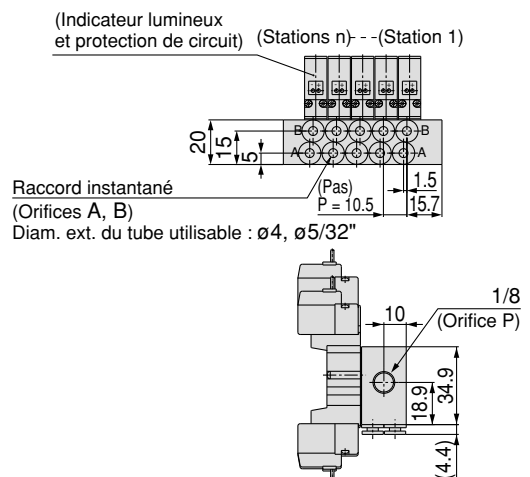 (Indicateur lumineux
et protection de circuit)
(Stations n)
(Station 1)
B
B
A
A
20
15
5
Raccord instantané
(Orifices A, B)
Diam. ext. du tube utilisable : ø4, ø5/32"
(Pas)
P = 10.5
1.5
15.7
10
1/8
(Orifice P)
18.9
34.9
(4.4)